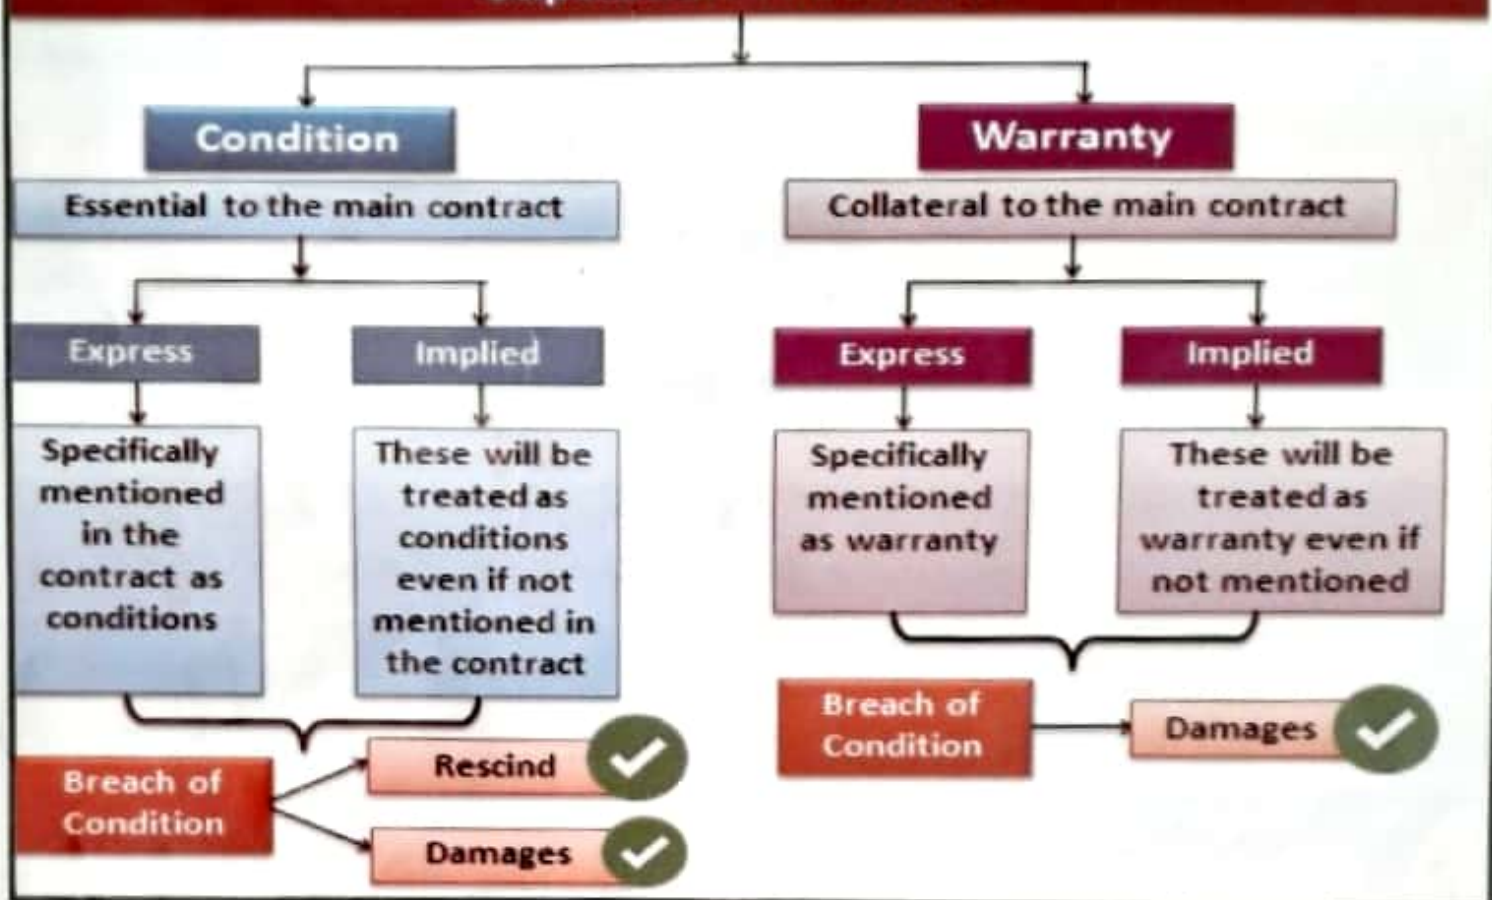 Condition
Warranty
Essential to the main contract
Collateral to the main contract
Express
Implied
Express
Implied
Specifically
mentioned
in the
contract as
conditions
These will be
treated as
conditions
even if not
mentioned in
the contract
Specifically
mentioned
as warranty
These will be
treated as
warranty even if
not mentioned
Breach of
Condition
Rescind
Damages
Breach of
Condition
Damages